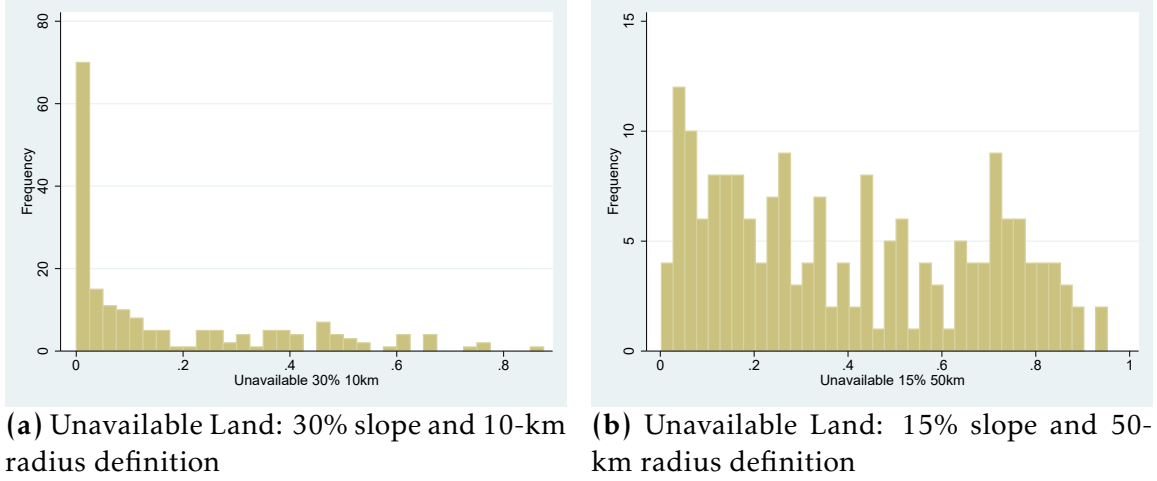 80
60
40
20
0
Frequency
0 .2 .4 .6 .8
Unavailable 30% 10km
(a) Unavailable Land: 30% slope and 10-km
radius definition
15
10
5
0
Frequency
0 .2 .4 .6 .8 1
Unavailable 15% 50km
(b) Unavailable Land: 15% slope and 50-
km radius definition